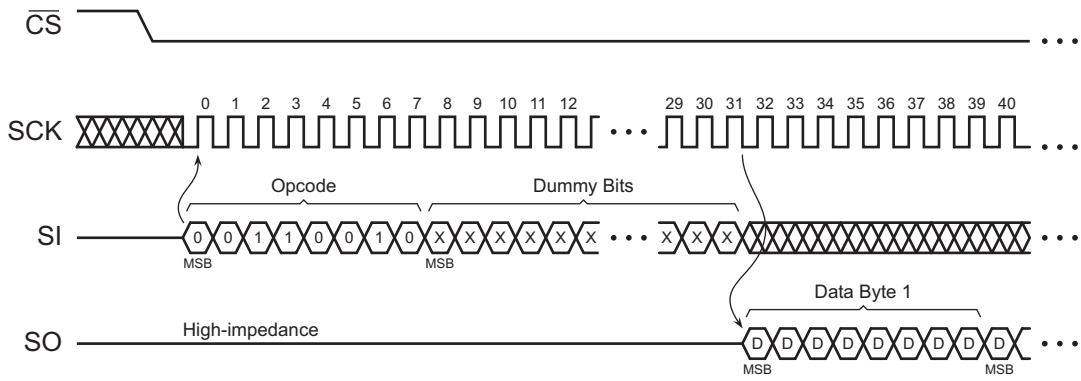 CS
0 1 2 3 4 5 6 7 8 9 10 11 12 29 30 31 32 33 34 35 36 37 38 39 40
SCK
Opcode Dummy Bits
SI 0 0 1 1 0 0 1 0 X X X X X X X X X
MSB MSB
Data Byte 1
High-impedance
SO D D D D D D D D D
MSB MSB